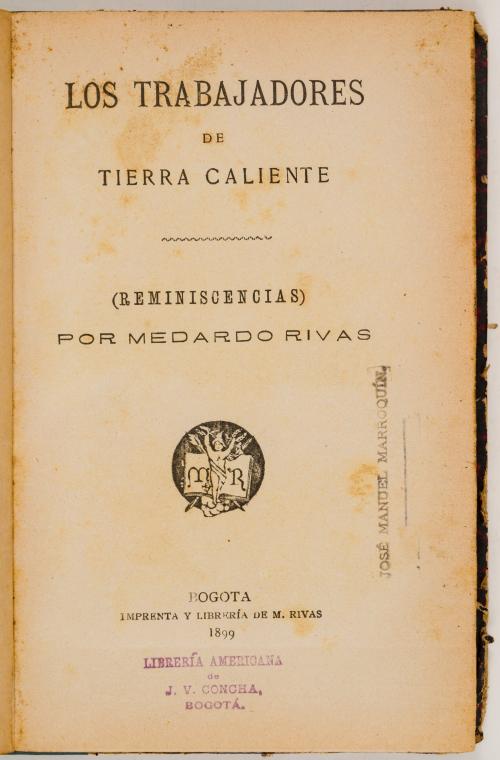 LOS TRABAJADORES
DE
TIERRA CALIENTE
(REMINISCENCIAS)
POR MEDARDO RIVAS
M R
JOSÉ MANUEL MARROQUÍN.
BOGOTA
IMPRENTA Y LIBRERÍA DE M. RIVAS
1899
LIBRERÍA AMERICANA
de
J. V. CONCHA,
BOGOTÁ.